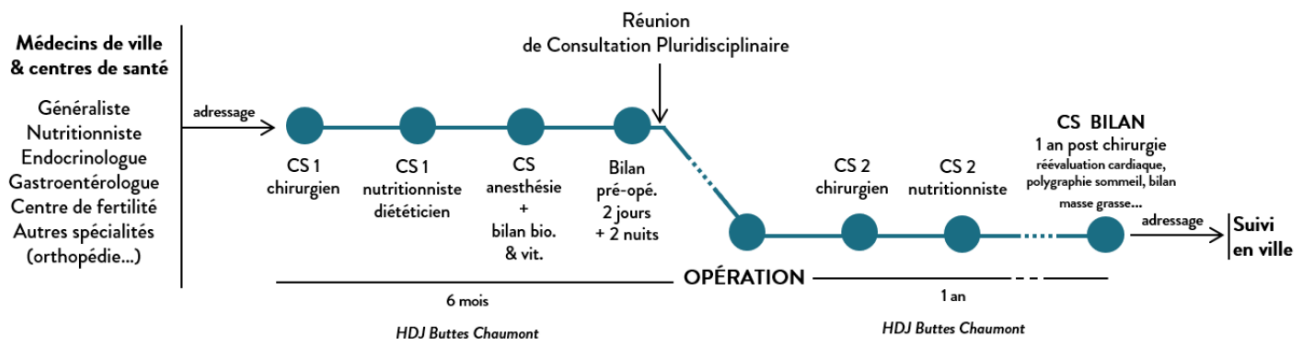 Médecins de ville
& centres de santé
Généraliste
Nutritionniste
Endocrinologue
Gastroentérologue
Centre de fertilité
Autres spécialités
(orthopédie...)
adressage
CS 1
chirurgien
CS 1
nutritionniste
diététicien
CS
anesthésie
+
bilan bio.
& vit.
Bilan
pré-opé.
2 jours
+ 2 nuits
Réunion
de Consultation Pluridisciplinaire
OPÉRATION
CS 2
chirurgien
CS 2
nutritionniste
CS BILAN
1 an post chirurgie
réévaluation cardiaque,
polygraphie sommeil, bilan
masse grasse...
adressage
Suivi
en ville
6 mois
HDJ Buttes Chaumont
1 an
HDJ Buttes Chaumont